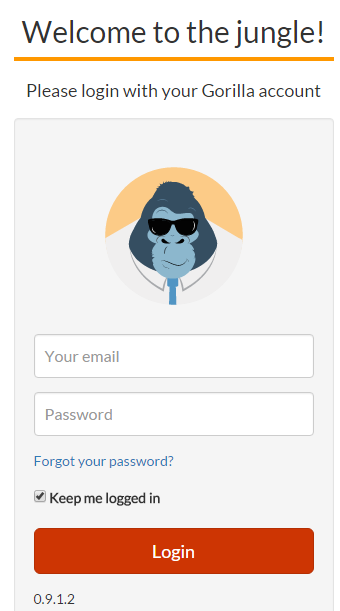 Welcome to the jungle!
Please login with your Gorilla account
Your email
Password
Forgot your password?
Keep me logged in
Login
0.9.1.2